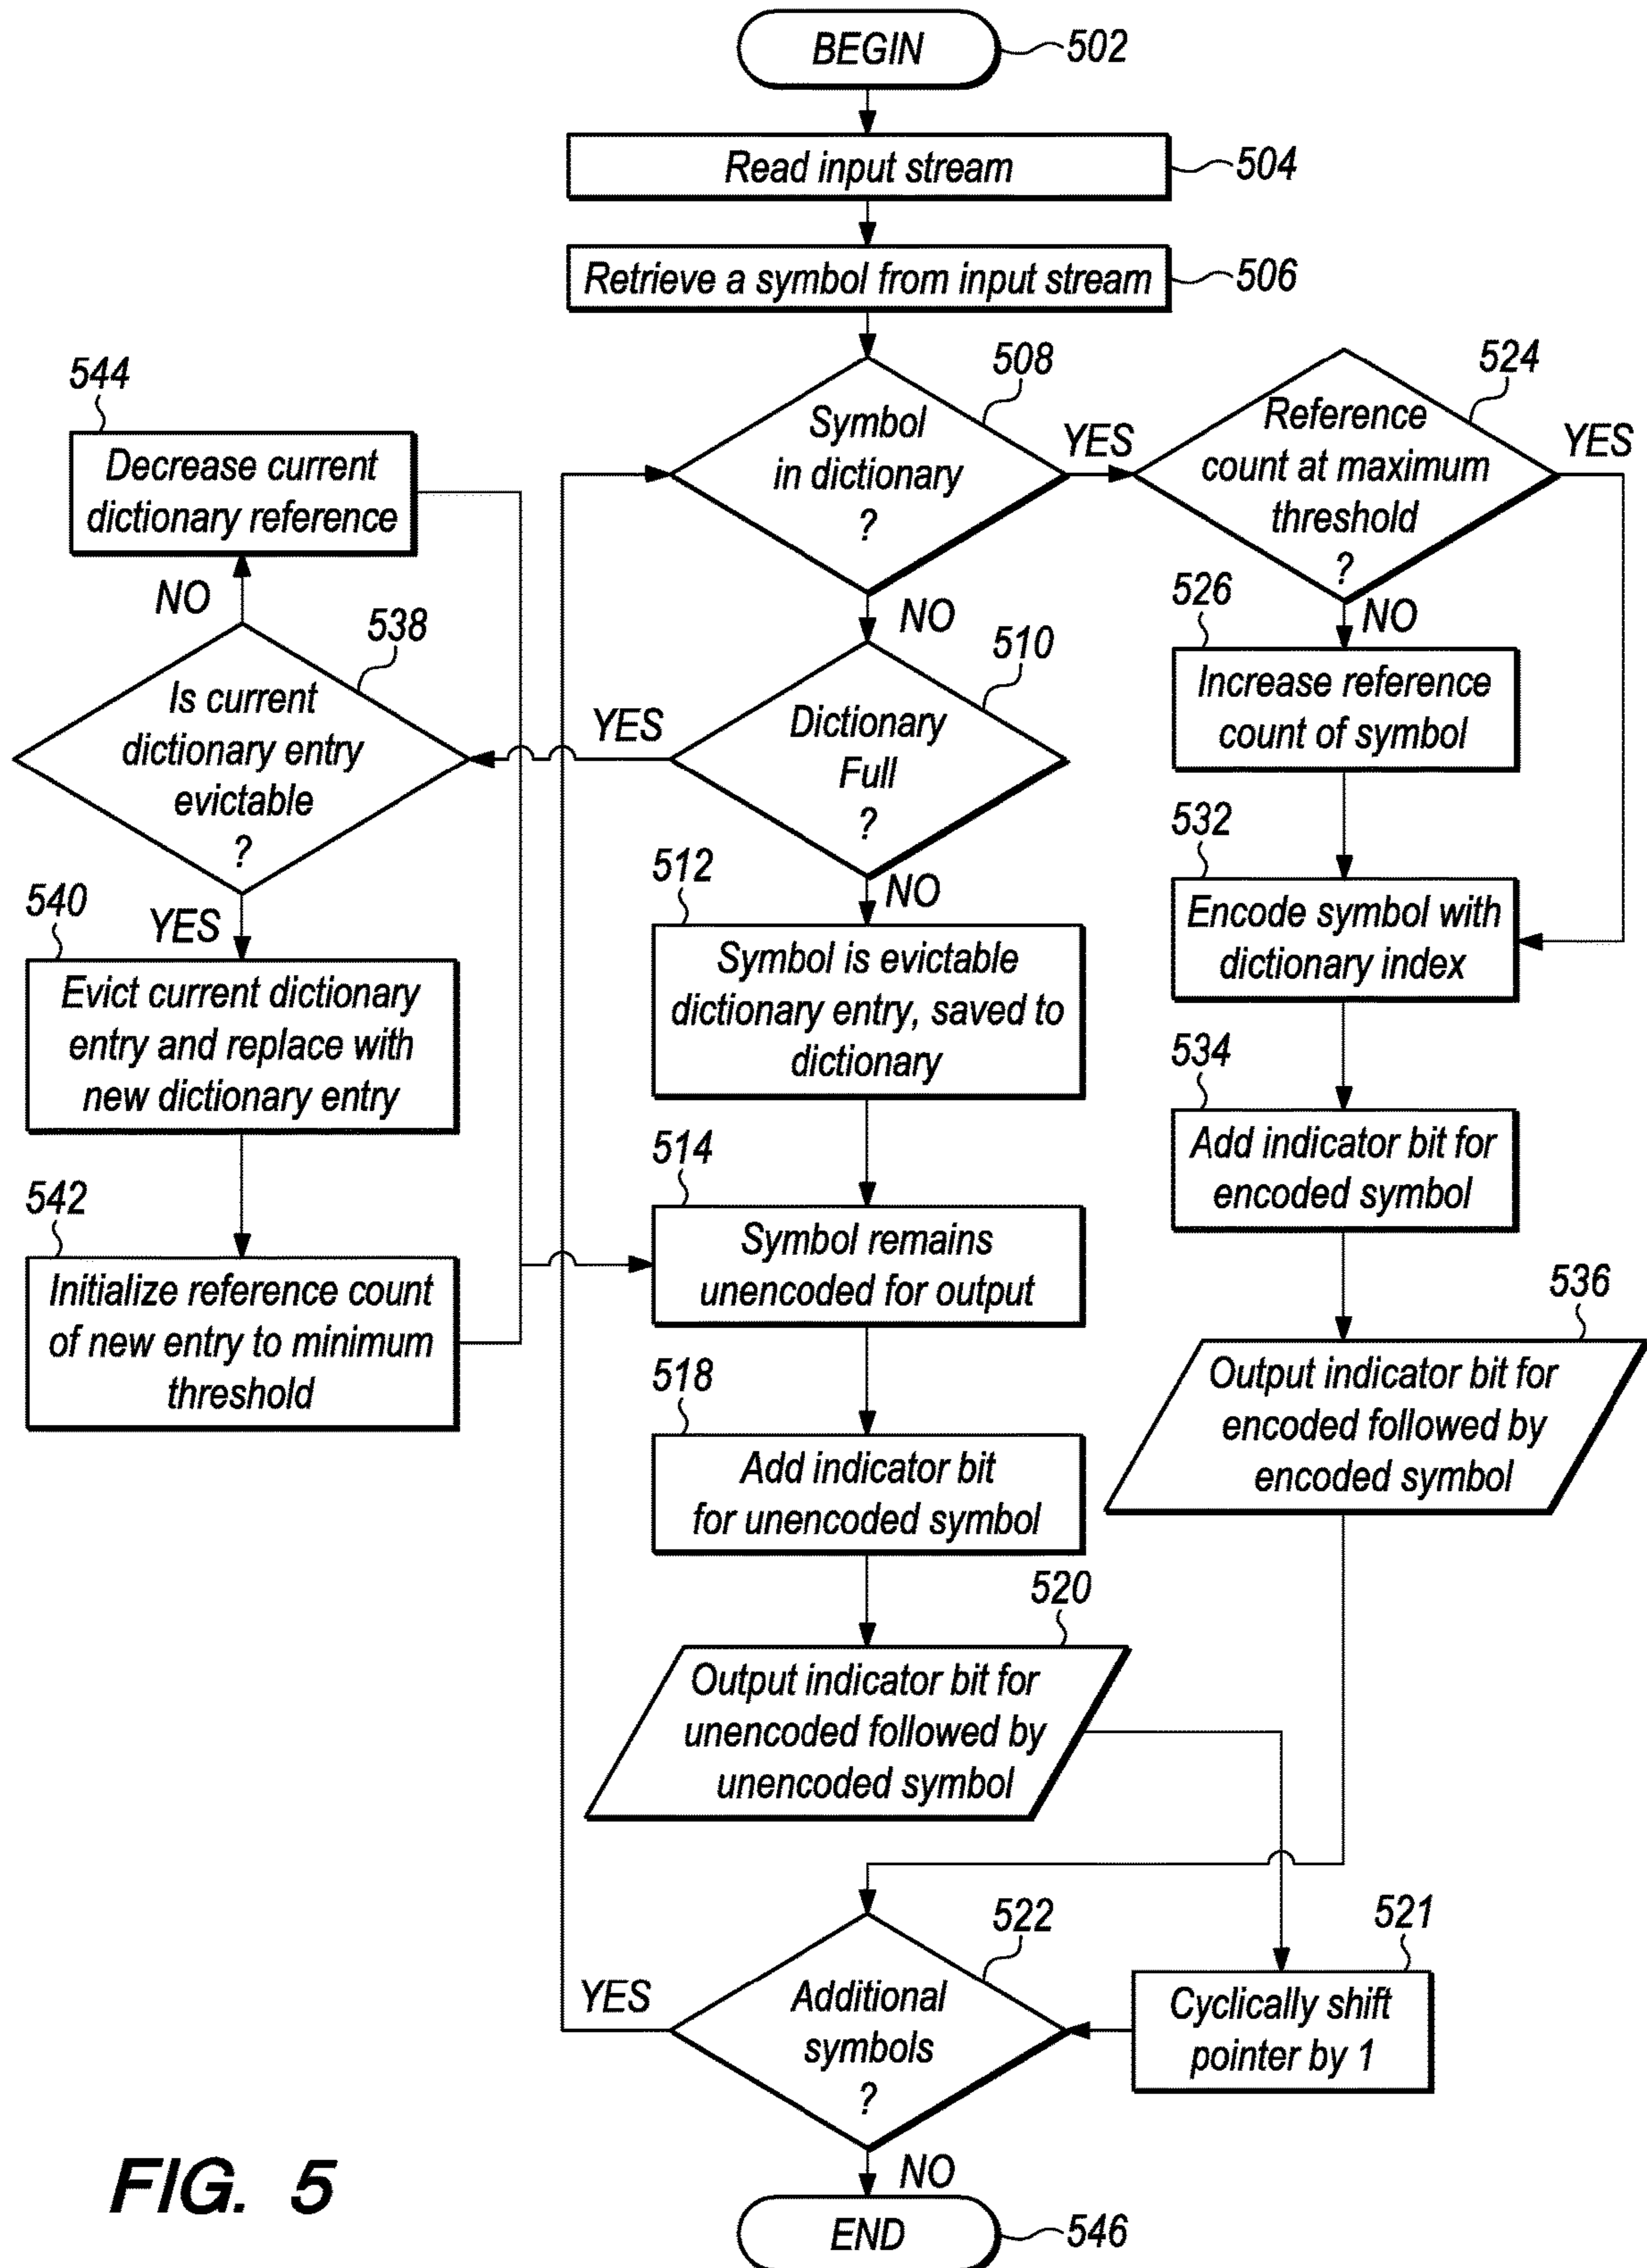 BEGIN
502
Read input stream
504
Retrieve a symbol from input stream
506
508
Symbol
in dictionary
?
YES
NO
524
Reference
count at maximum
threshold
?
YES
NO
544
Decrease current
dictionary reference
NO
538
Is current
dictionary entry
evictable
?
YES
510
Dictionary
Full
?
YES
NO
526
Increase reference
count of symbol
532
Encode symbol with
dictionary index
534
Add indicator bit for
encoded symbol
536
Output indicator bit for
encoded followed by
encoded symbol
540
Evict current dictionary
entry and replace with
new dictionary entry
542
Initialize reference count
of new entry to minimum
threshold
512
Symbol is evictable
dictionary entry, saved to
dictionary
514
Symbol remains
unencoded for output
518
Add indicator bit
for unencoded symbol
520
Output indicator bit for
unencoded followed by
unencoded symbol
521
Cyclically shift
pointer by 1
522
Additional
symbols
?
YES
NO
END
546
FIG. 5